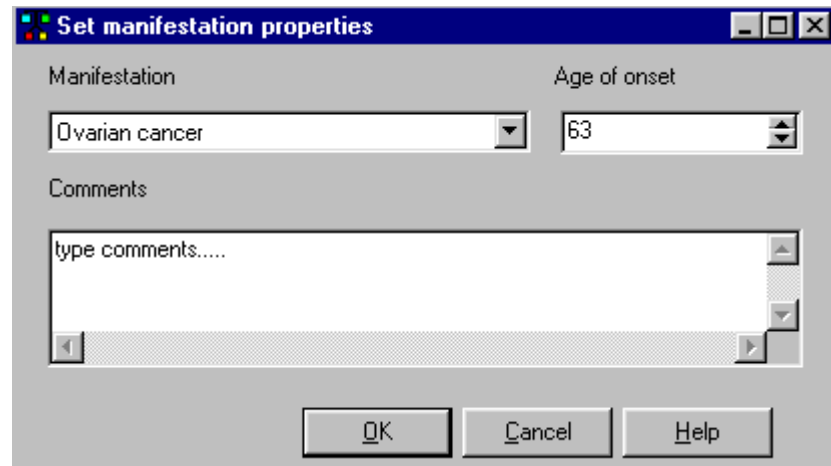 Set manifestation properties
Manifestation Age of onset
Ovarian cancer 63
Comments
type comments.....
OK Cancel Help